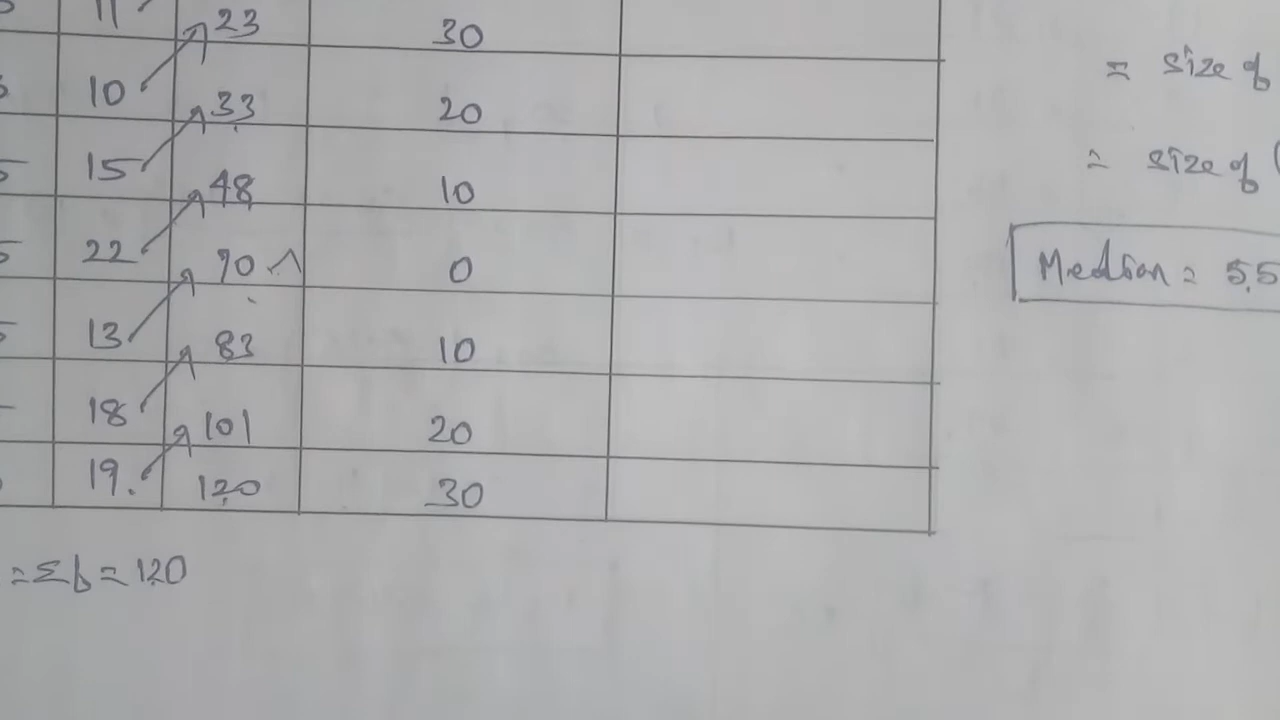 11
23 30
10 33 20
15 48 10
22 70 0
13 83 10
18 101 20
19. 120 30
= Σf = 120
= size of
= size of (
Median = 5.5